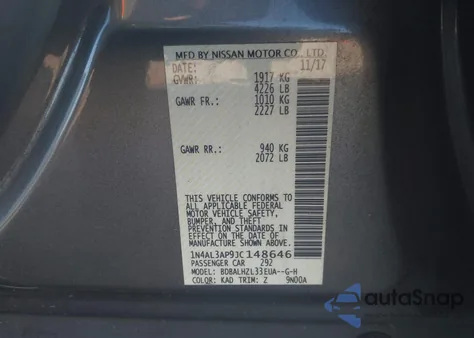 MFD BY NISSAN MOTOR CO., LTD.
DATE: 11/17
GVWR: 1917 KG
4226 LB
GAWR FR.: 1010 KG
2227 LB
GAWR RR.: 940 KG
2072 LB
THIS VEHICLE CONFORMS TO
ALL APPLICABLE FEDERAL
MOTOR VEHICLE SAFETY,
BUMPER, AND THEFT
PREVENTION STANDARDS
IN EFFECT ON THE DATE OF
MANUFACTURE SHOWN ABOVE.
1N4AL3AP9JC148646
PASSENGER CAR 292
MODEL: BDBALHZL33EUA--G-H
COLOR: KAD TRIM: Z 9N00A
autoSnap